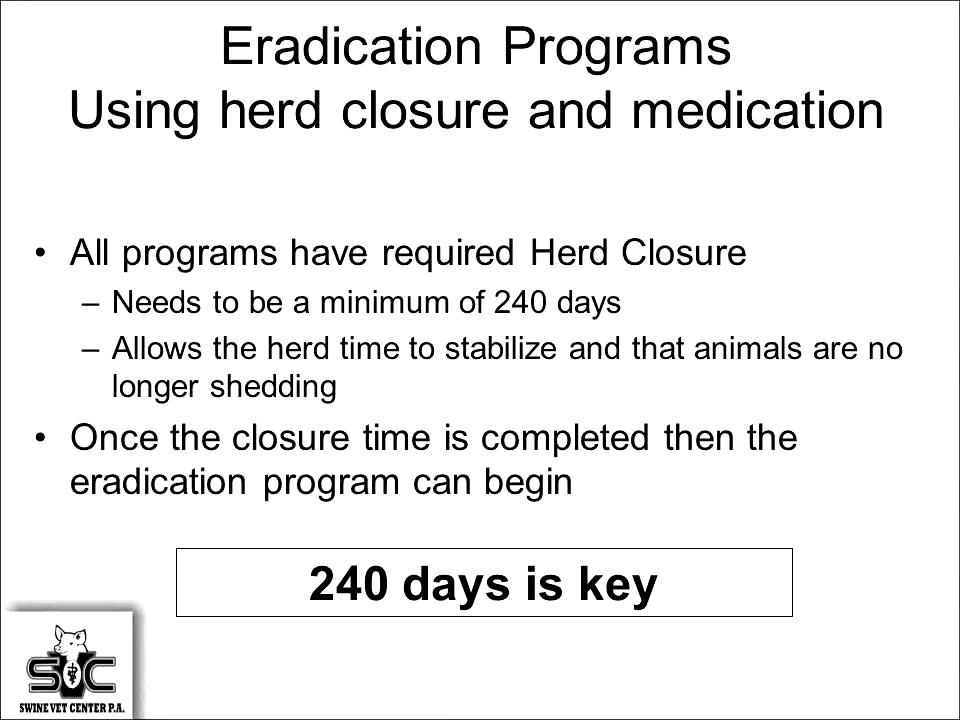 Eradication Programs
Using herd closure and medication
• All programs have required Herd Closure
– Needs to be a minimum of 240 days
– Allows the herd time to stabilize and that animals are no
longer shedding
• Once the closure time is completed then the
eradication program can begin
240 days is key
SVC
SWINE VET CENTER P.A.